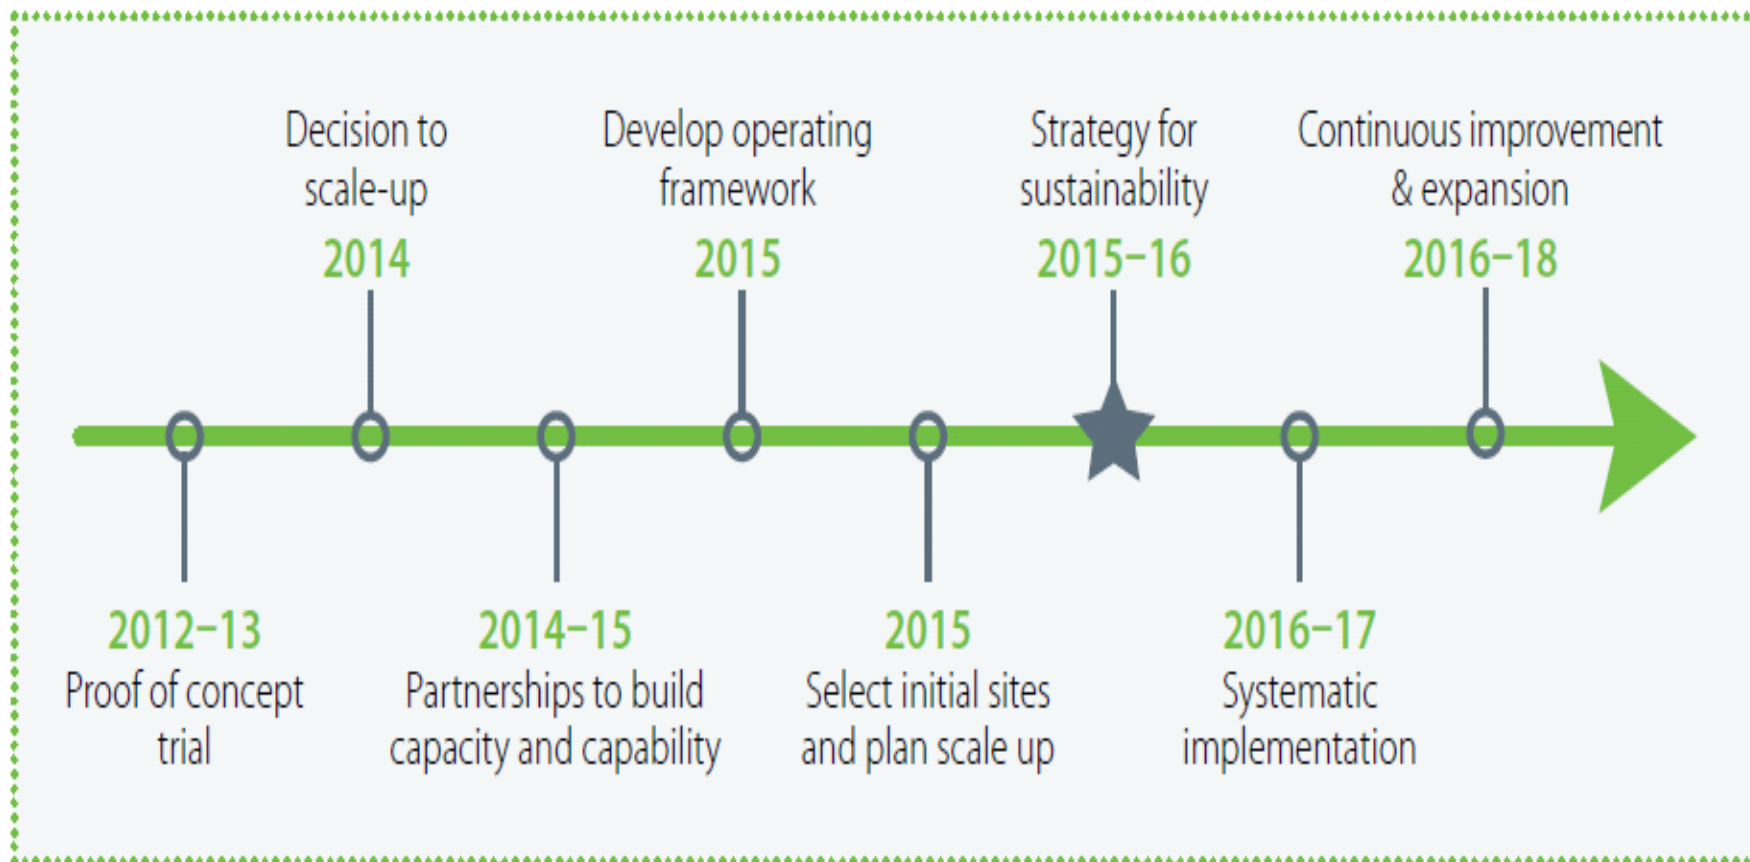 Decision to
scale-up
2014
Develop operating
framework
2015
Strategy for
sustainability
2015–16
Continuous improvement
& expansion
2016–18
2012–13
Proof of concept
trial
2014–15
Partnerships to build
capacity and capability
2015
Select initial sites
and plan scale up
2016–17
Systematic
implementation